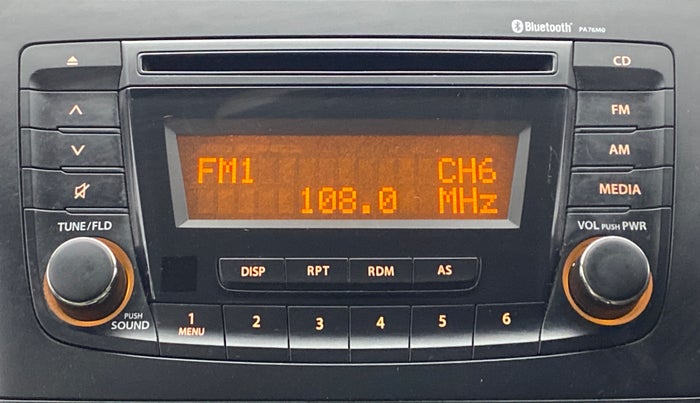 Bluetooth PA76M0
CD
FM
AM
MEDIA
FM1 CH6
108.0 MHz
TUNE/FLD
VOL PUSH PWR
DISP RPT RDM AS
PUSH
SOUND
1 2 3 4 5 6
MENU